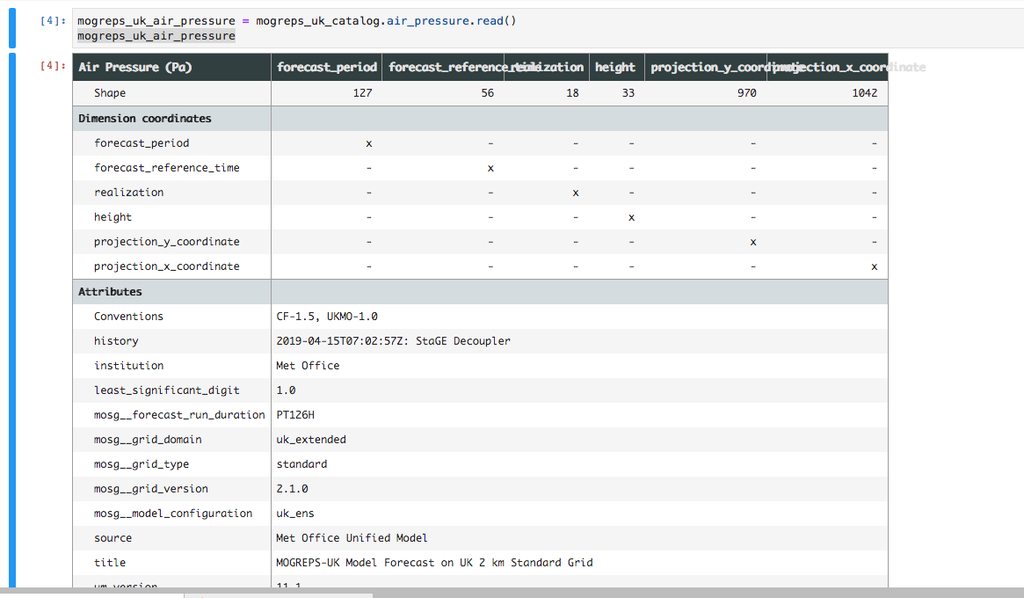 [4]: mogreps_uk_air_pressure = mogreps_uk_catalog.air_pressure.read()
mogreps_uk_air_pressure
[4]: Air Pressure (Pa) forecast_period forecast_reference_time realization height projection_y_coordinate projection_x_coordinate
Shape 127 56 18 33 970 1042
Dimension coordinates
forecast_period x - - - - -
forecast_reference_time - x - - - -
realization - - x - - -
height - - - x - -
projection_y_coordinate - - - - x -
projection_x_coordinate - - - - - x
Attributes
Conventions CF-1.5, UKMO-1.0
history 2019-04-15T07:02:57Z: StaGE Decoupler
institution Met Office
least_significant_digit 1.0
mosg__forecast_run_duration PT126H
mosg__grid_domain uk_extended
mosg__grid_type standard
mosg__grid_version 2.1.0
mosg__model_configuration uk_ens
source Met Office Unified Model
title MOGREPS-UK Model Forecast on UK 2 km Standard Grid
um_version 11.1